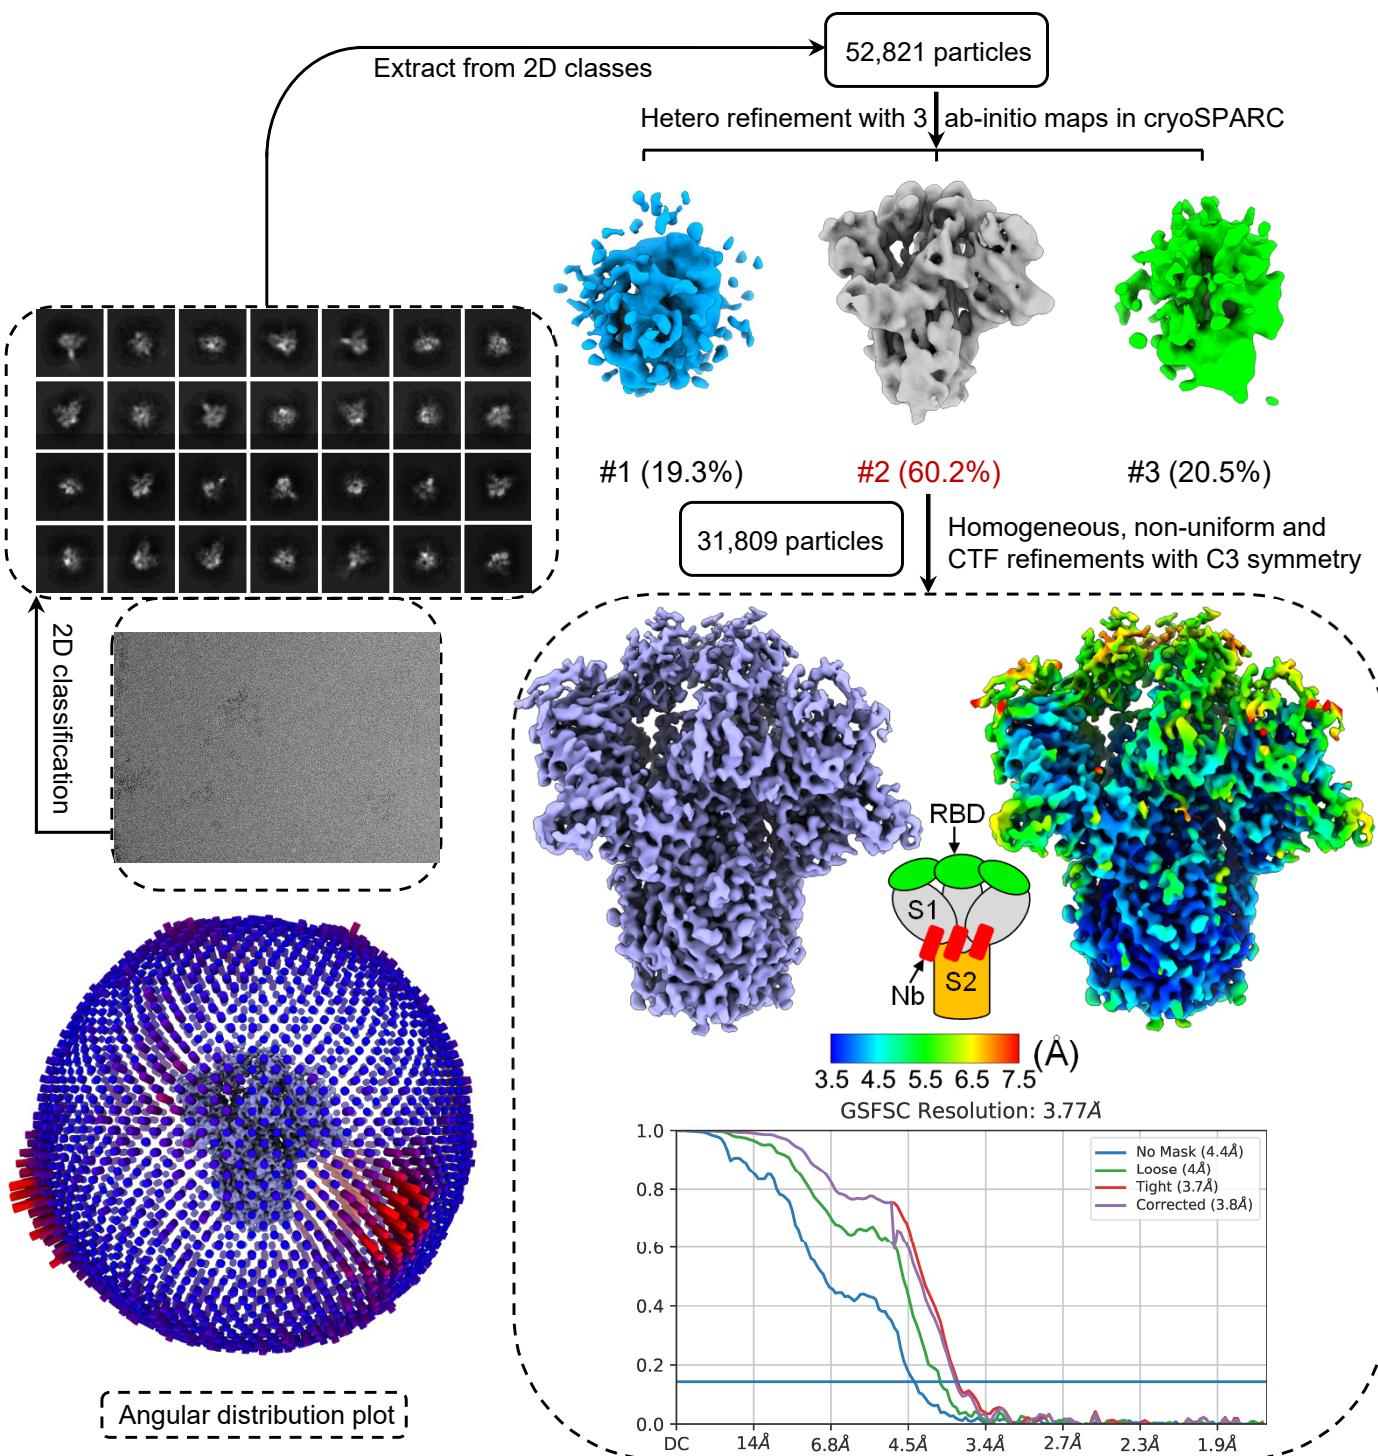 52,821 particles
Extract from 2D classes
Hetero refinement with 3 ab-initio maps in cryoSPARC
#1 (19.3%)
#2 (60.2%)
#3 (20.5%)
31,809 particles
Homogeneous, non-uniform and
CTF refinements with C3 symmetry
2D classification
RBD
S1
Nb
S2
(Å)
3.5 4.5 5.5 6.5 7.5
GSFSC Resolution: 3.77Å
1.0
0.8
0.6
0.4
0.2
0.0
No Mask (4.4Å)
Loose (4Å)
Tight (3.7Å)
Corrected (3.8Å)
DC 14Å 6.8Å 4.5Å 3.4Å 2.7Å 2.3Å 1.9Å
Angular distribution plot